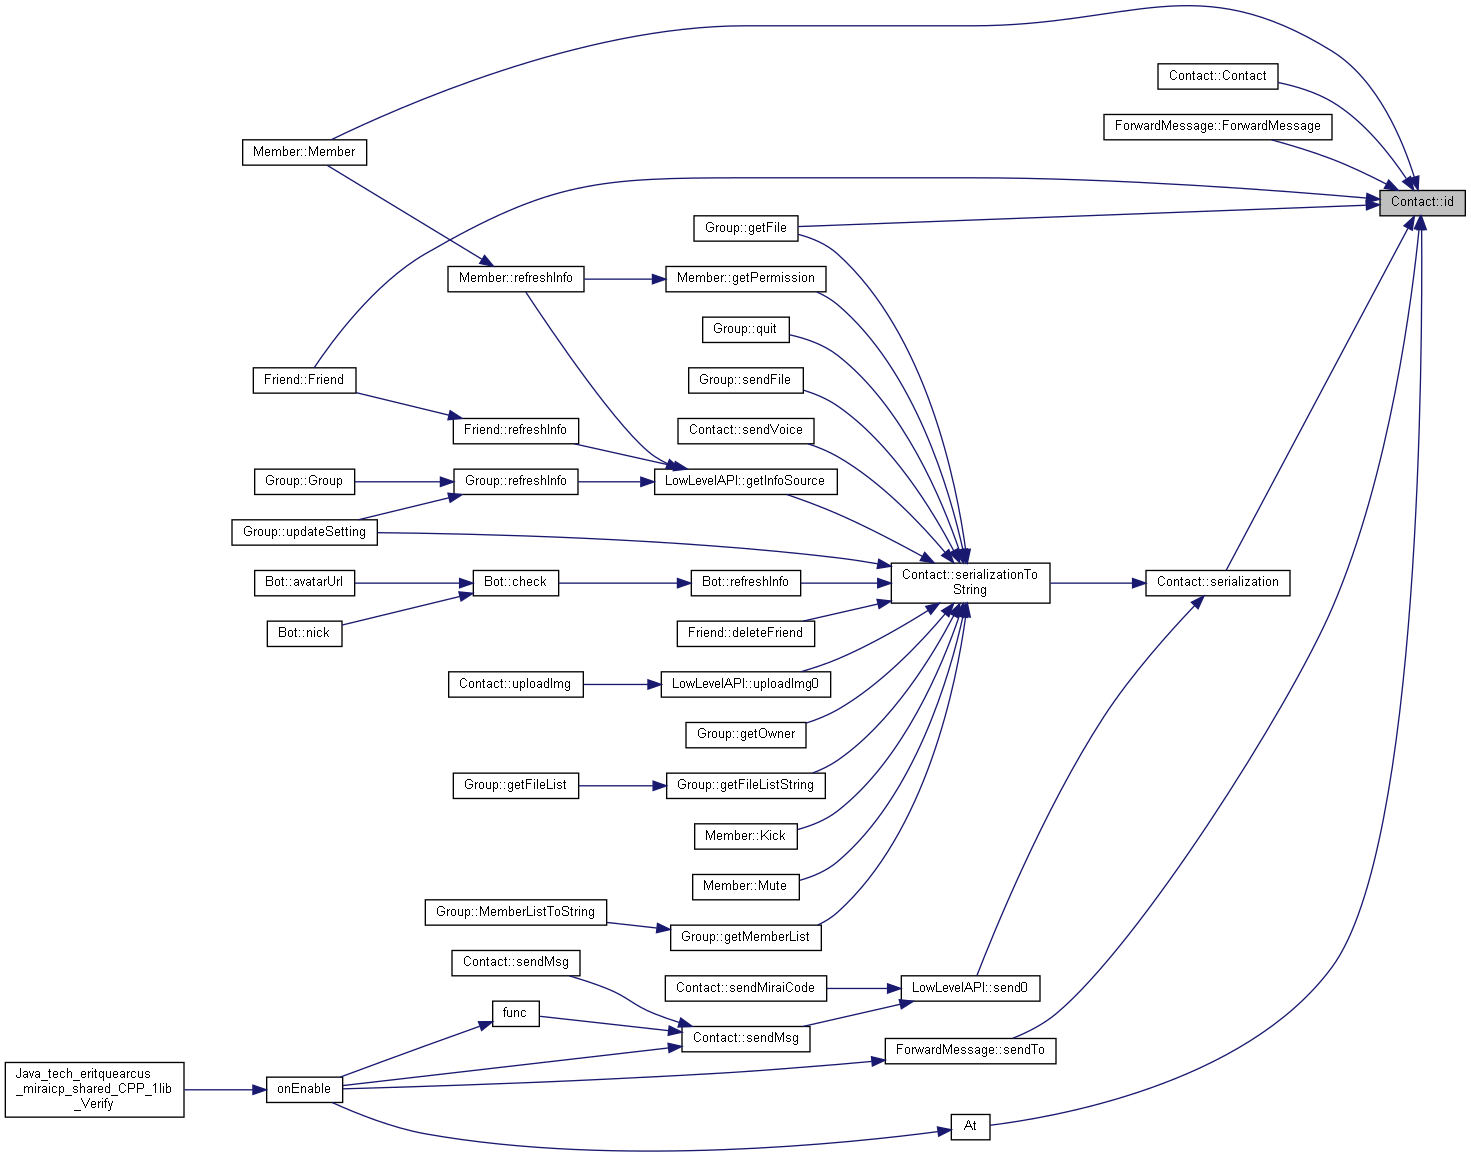 Contact::Contact
ForwardMessage::ForwardMessage
Member::Member
Contact::id
Group::getFile
Member::refreshInfo
Member::getPermission
Group::quit
Friend::Friend
Group::sendFile
Friend::refreshInfo
Contact::sendVoice
Group::Group
Group::refreshInfo
LowLevelAPI::getInfoSource
Group::updateSetting
Contact::serializationTo
String
Bot::avatarUrl
Bot::check
Bot::refreshInfo
Contact::serialization
Bot::nick
Friend::deleteFriend
Contact::uploadImg
LowLevelAPI::uploadImg0
Group::getOwner
Group::getFileList
Group::getFileListString
Member::Kick
Member::Mute
Group::MemberListToString
Group::getMemberList
Contact::sendMsg
Contact::sendMiraiCode
LowLevelAPI::send0
func
Contact::sendMsg
ForwardMessage::sendTo
Java_tech_eritquearcus
_miraicp_shared_CPP_1lib
_Verify
onEnable
At